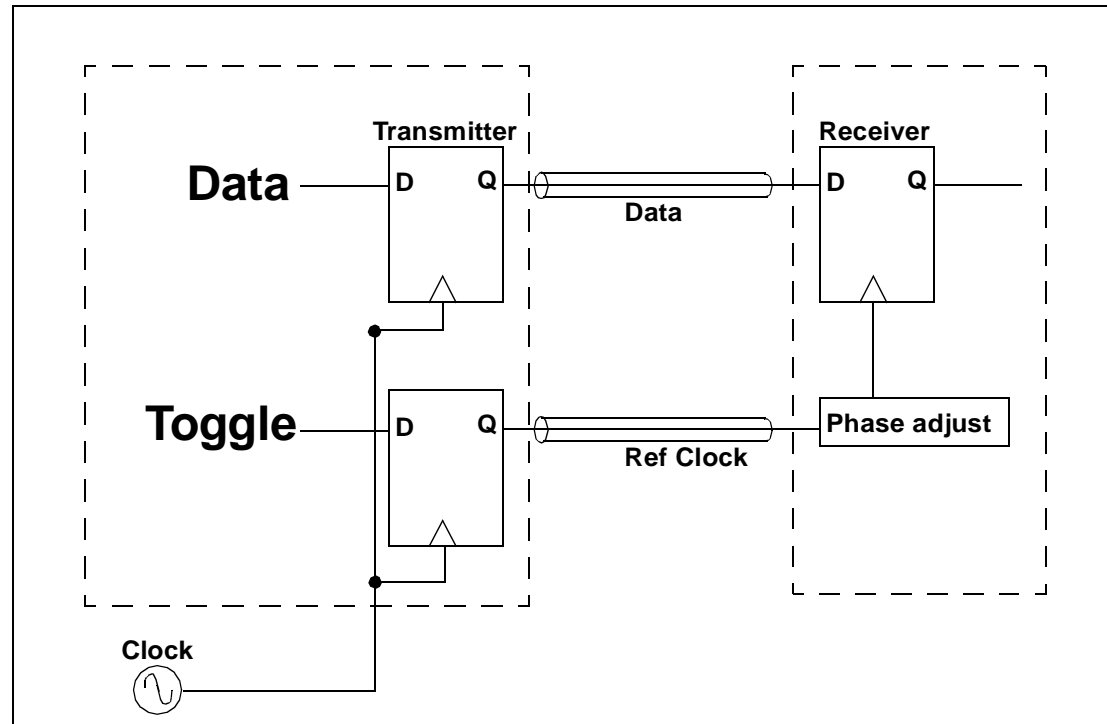 Transmitter
Receiver
Data
D
Q
D
Q
Data
Toggle
D
Q
Phase adjust
Ref Clock
Clock